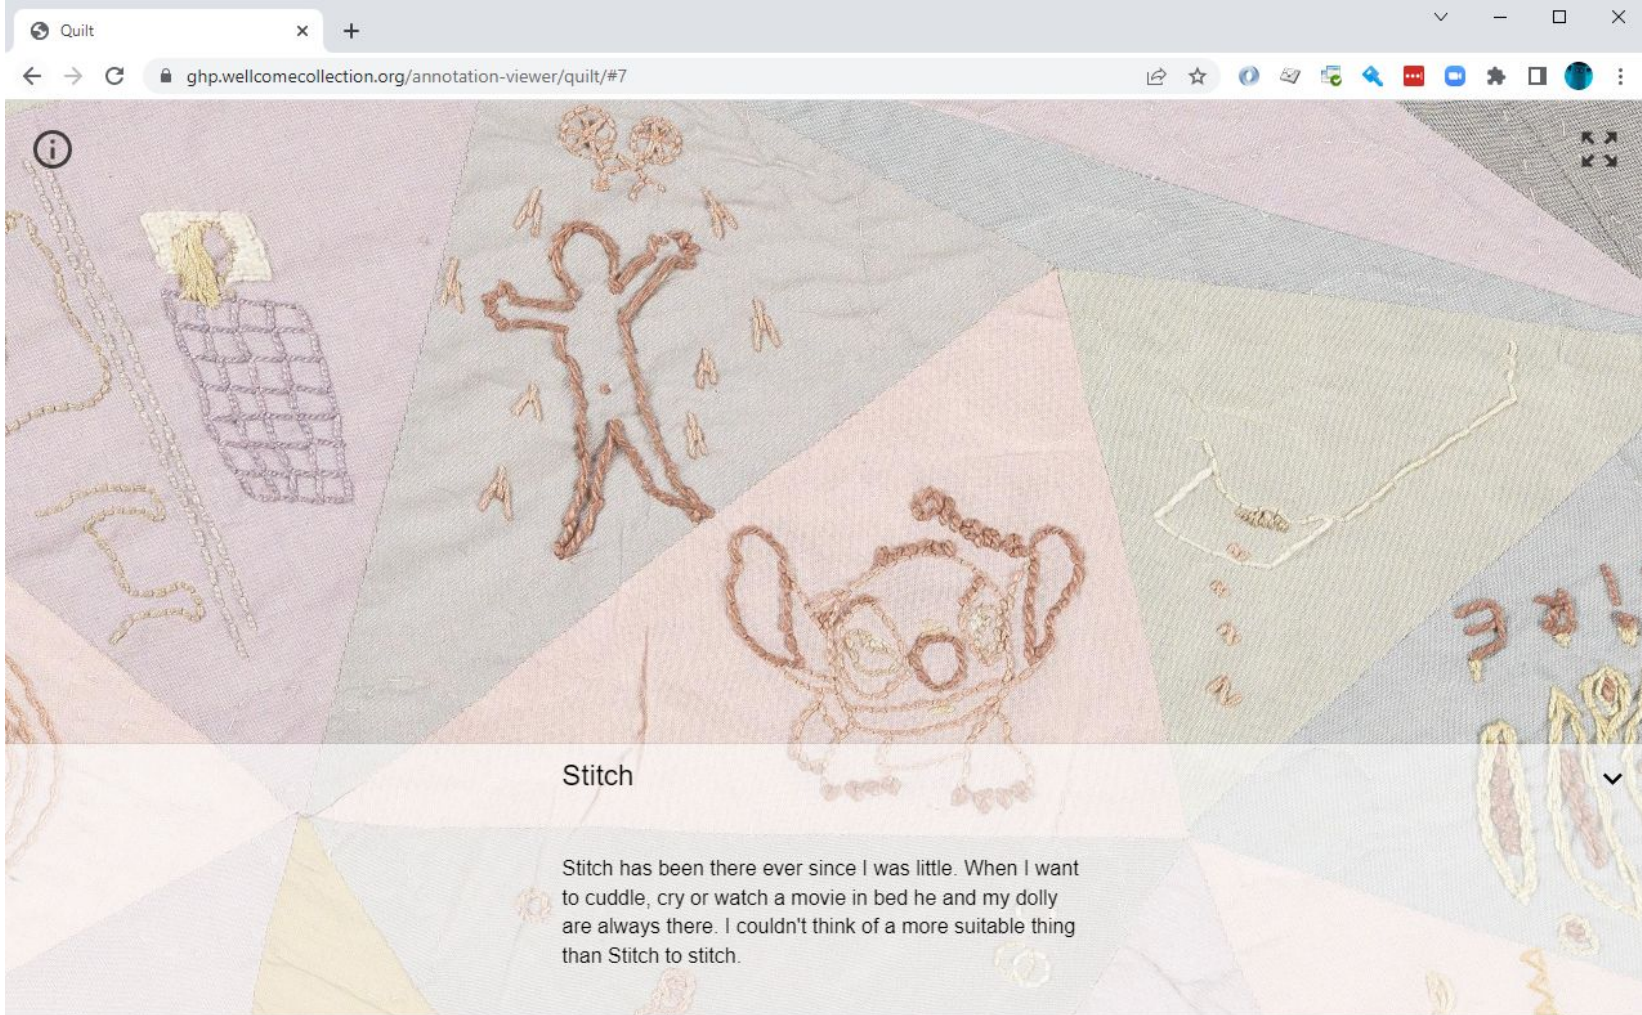 Quilt
ghp.wellcomecollection.org/annotation-viewer/quilt/#7
Stitch
Stitch has been there ever since I was little. When I want
to cuddle, cry or watch a movie in bed he and my dolly
are always there. I couldn't think of a more suitable thing
than Stitch to stitch.